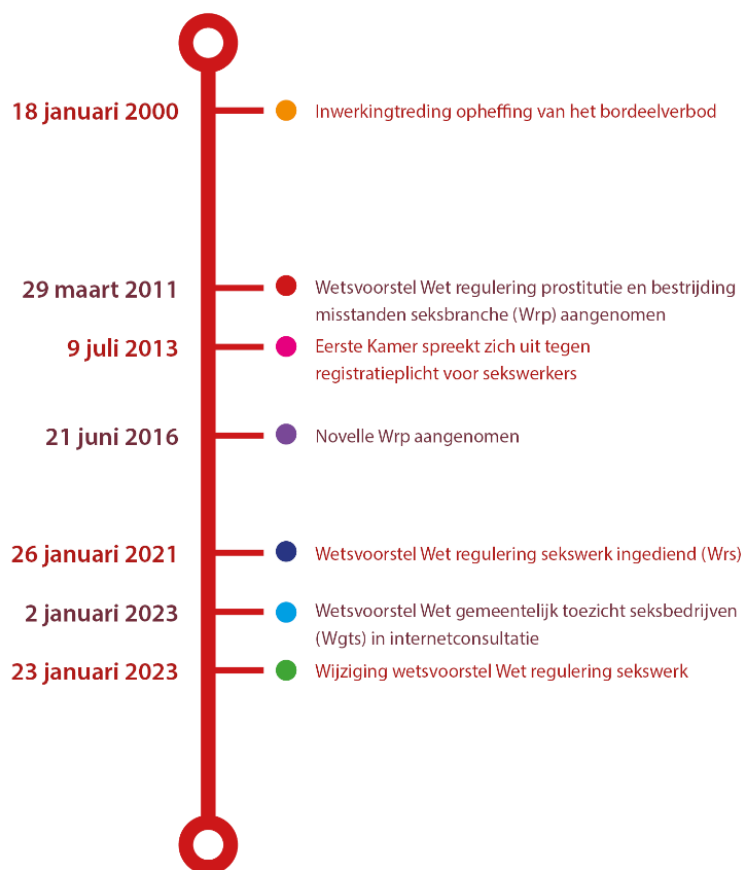 18 januari 2000
Inwerkingtreding opheffing van het bordeelverbod
29 maart 2011
Wetsvoorstel Wet regulering prostitutie en bestrijding
misstanden seksbranche (Wrp) aangenomen
9 juli 2013
Eerste Kamer spreekt zich uit tegen
registratieplicht voor sekswerkers
21 juni 2016
Novelle Wrp aangenomen
26 januari 2021
Wetsvoorstel Wet regulering sekswerk ingediend (Wrs)
2 januari 2023
Wetsvoorstel Wet gemeentelijk toezicht seksbedrijven
(Wgts) in internetconsultatie
23 januari 2023
Wijziging wetsvoorstel Wet regulering sekswerk